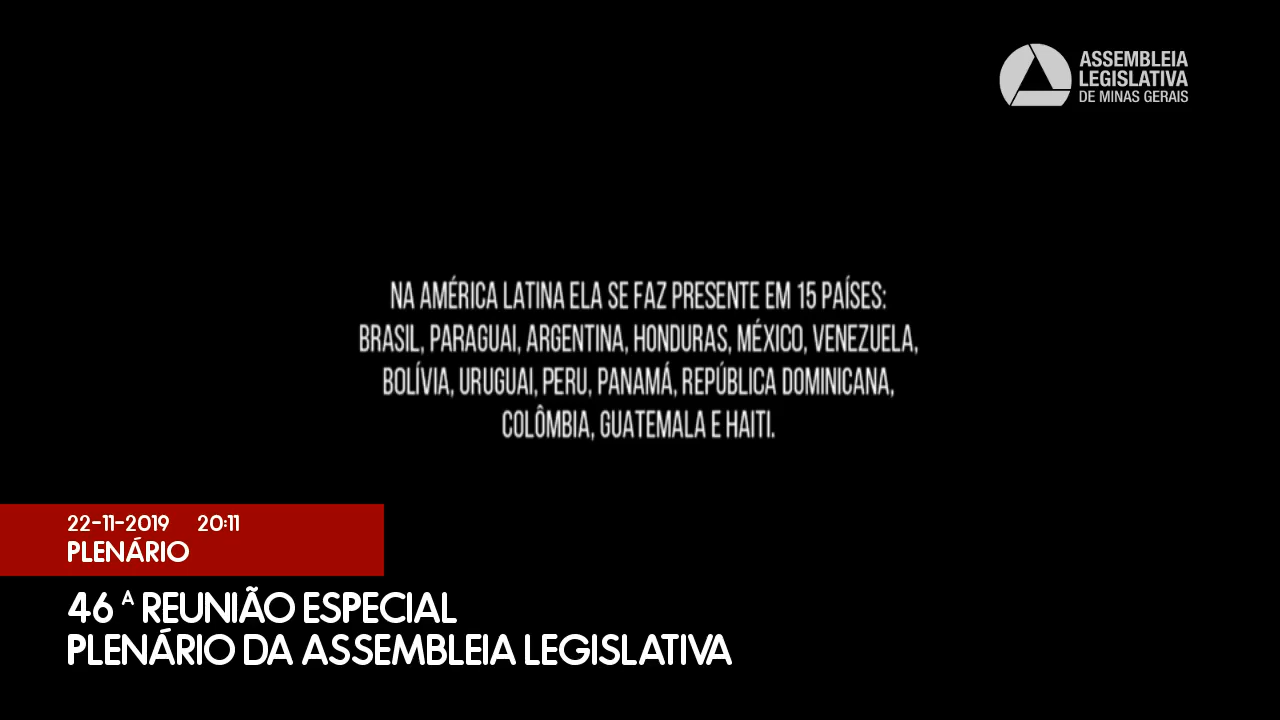 ASSEMBLEIA
LEGISLATIVA
DE MINAS GERAIS
NA AMÉRICA LATINA ELA SE FAZ PRESENTE EM 15 PAÍSES:
BRASIL, PARAGUAI, ARGENTINA, HONDURAS, MÉXICO, VENEZUELA,
BOLÍVIA, URUGUAI, PERU, PANAMÁ, REPÚBLICA DOMINICANA,
COLÔMBIA, GUATEMALA E HAITI.
22-11-2019 20:11
PLENÁRIO
46 ª REUNIÃO ESPECIAL
PLENÁRIO DA ASSEMBLEIA LEGISLATIVA